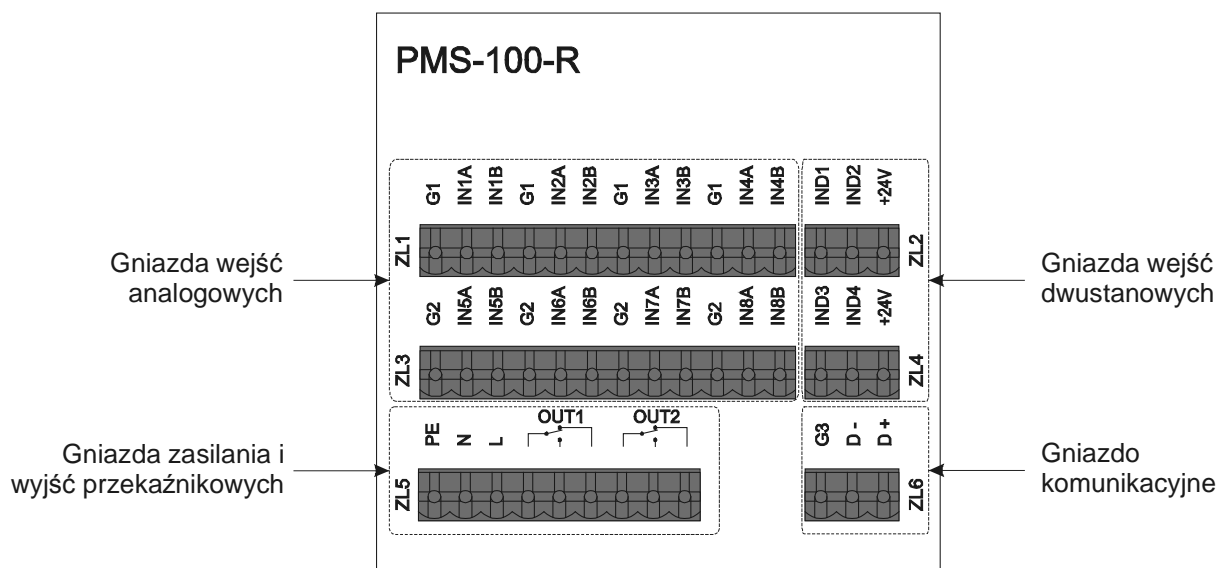 PMS-100-R
G1 IN1A IN1B G1 IN2A IN2B G1 IN3A IN3B G1 IN4A IN4B
IND1 IND2 +24V
ZL1
ZL2
Gniazda wejść
analogowych
Gniazda wejść
dwustanowych
G2 IN5A IN5B G2 IN6A IN6B G2 IN7A IN7B G2 IN8A IN8B
IND3 IND4 +24V
ZL3
ZL4
PE N L OUT1 OUT2
G3 D - D +
Gniazda zasilania i
wyjść przekaźnikowych
Gniazdo
komunikacyjne
ZL5
ZL6